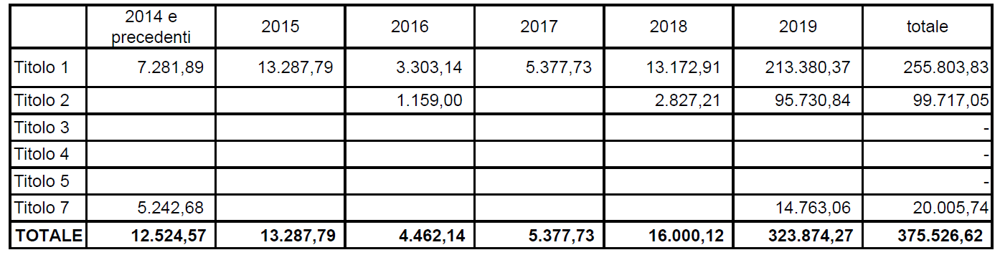 2014 e precedenti 2015 2016 2017 2018 2019 totale
Titolo 1 7.281,89 13.287,79 3.303,14 5.377,73 13.172,91 213.380,37 255.803,83
Titolo 2 1.159,00 2.827,21 95.730,84 99.717,05
Titolo 3 -
Titolo 4 -
Titolo 5 -
Titolo 7 5.242,68 14.763,06 20.005,74
TOTALE 12.524,57 13.287,79 4.462,14 5.377,73 16.000,12 323.874,27 375.526,62